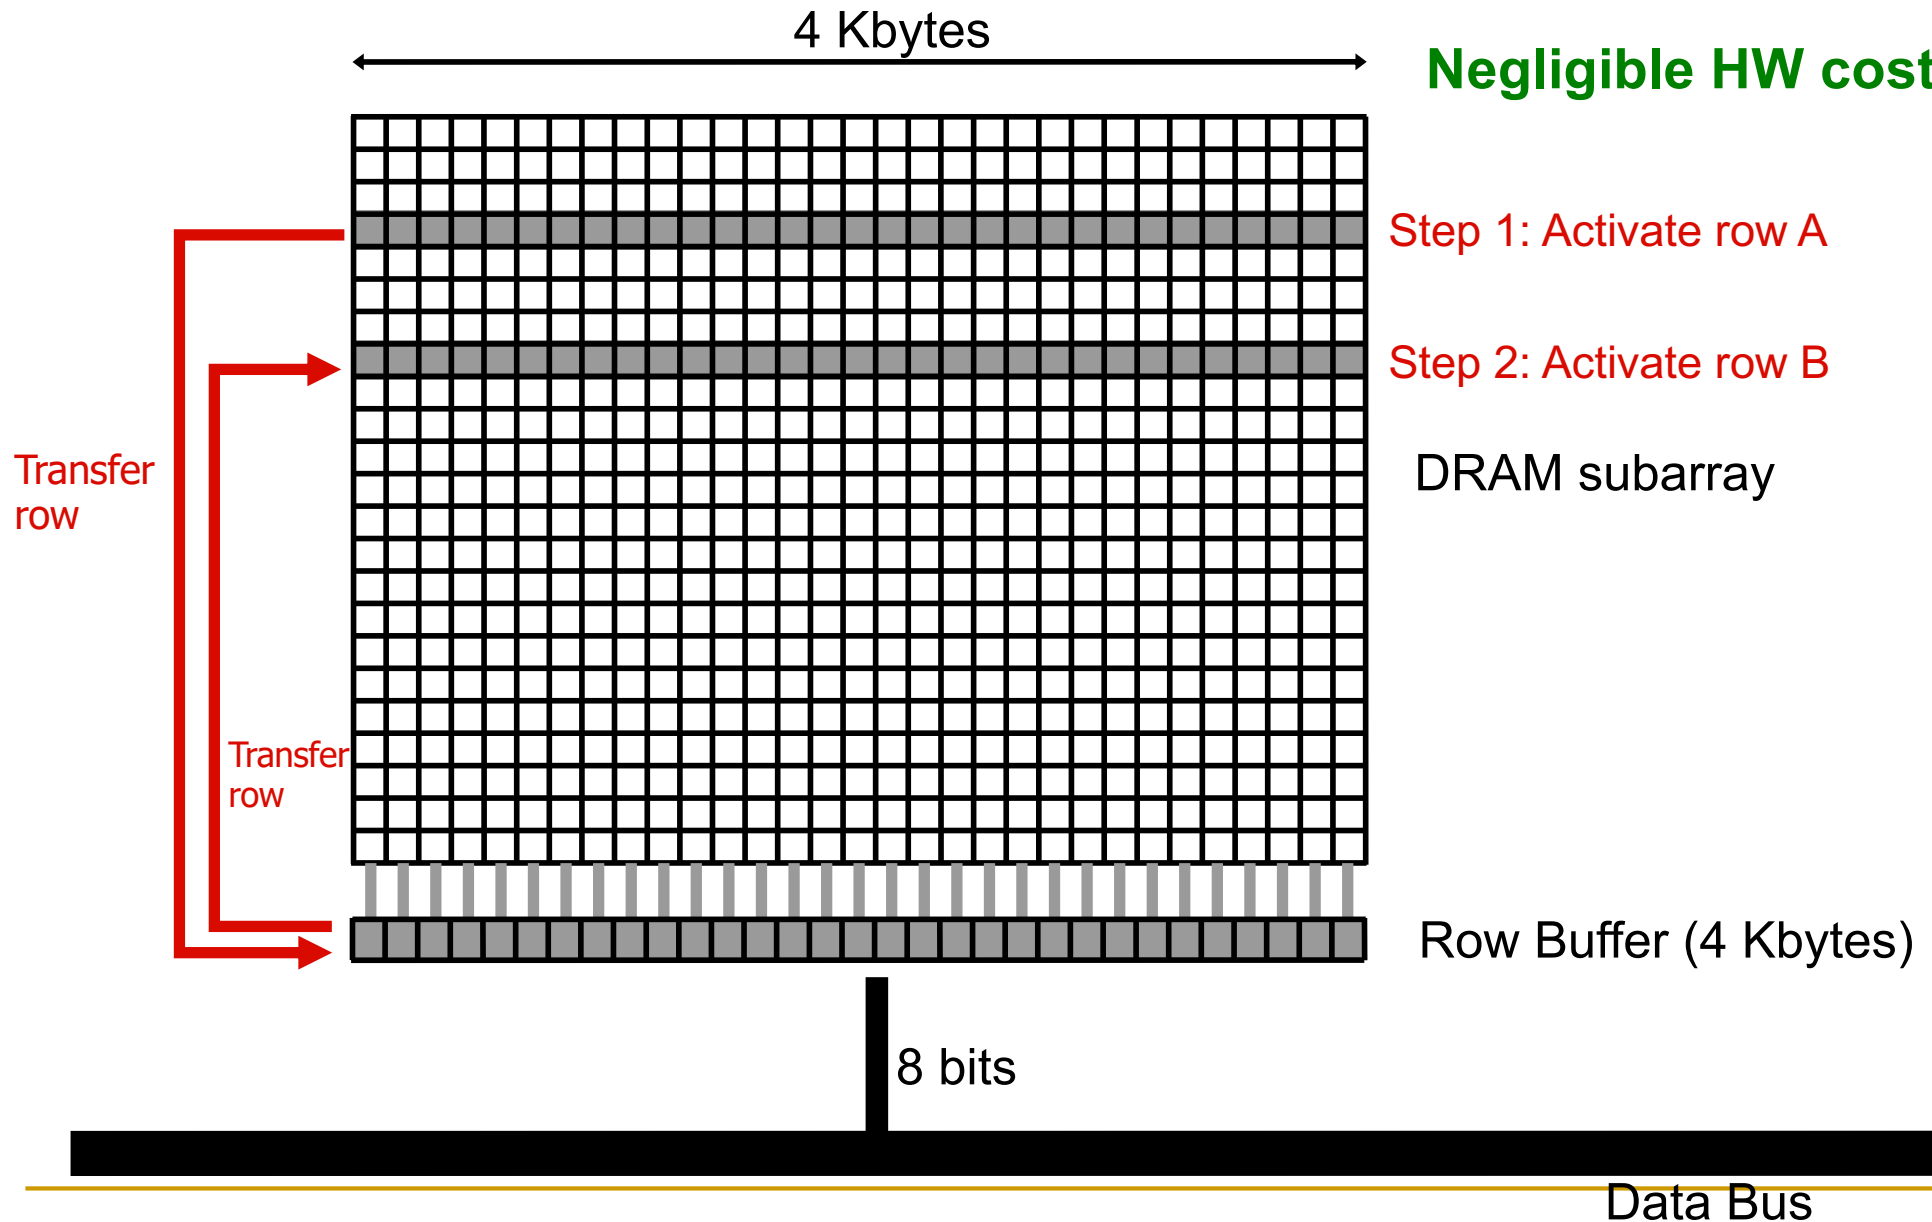 4 Kbytes
Negligible HW cost
Step 1: Activate row A
Step 2: Activate row B
Transfer
row
DRAM subarray
Transfer
row
Row Buffer (4 Kbytes)
8 bits
Data Bus